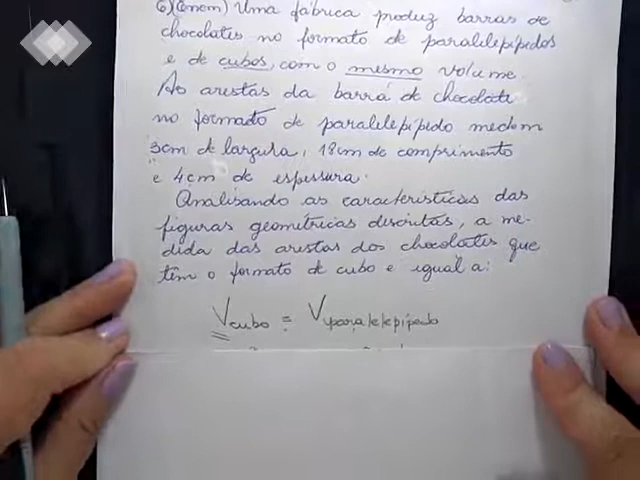 6)(Enem) Uma fábrica produz barras de
chocolates no formato de paralelepípedos
e de cubos, com o mesmo volume.
As arestas da barra de chocolate
no formato de paralelepípedo medem
3cm de largura, 18cm de comprimento
e 4cm de espessura.
Analisando as características das
figuras geométricas descritas, a me-
dida das arestas dos chocolates que
têm o formato de cubo e igual a:
Vcubo = Vparalelepípedo